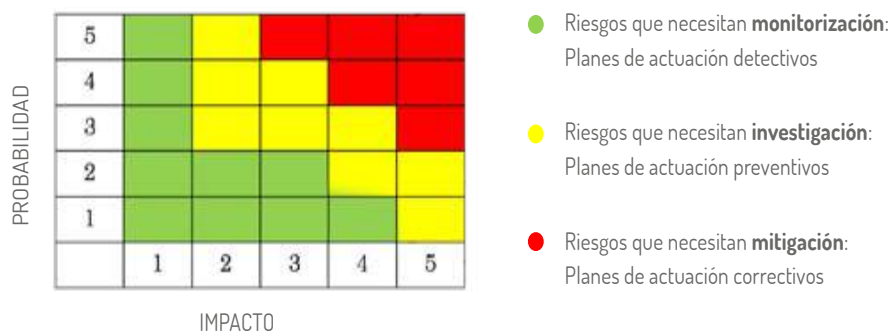 PROBABILIDAD
5
4
3
2
1
1 2 3 4 5
IMPACTO
Riesgos que necesitan monitorización:
Planes de actuación detectivos
Riesgos que necesitan investigación:
Planes de actuación preventivos
Riesgos que necesitan mitigación:
Planes de actuación correctivos